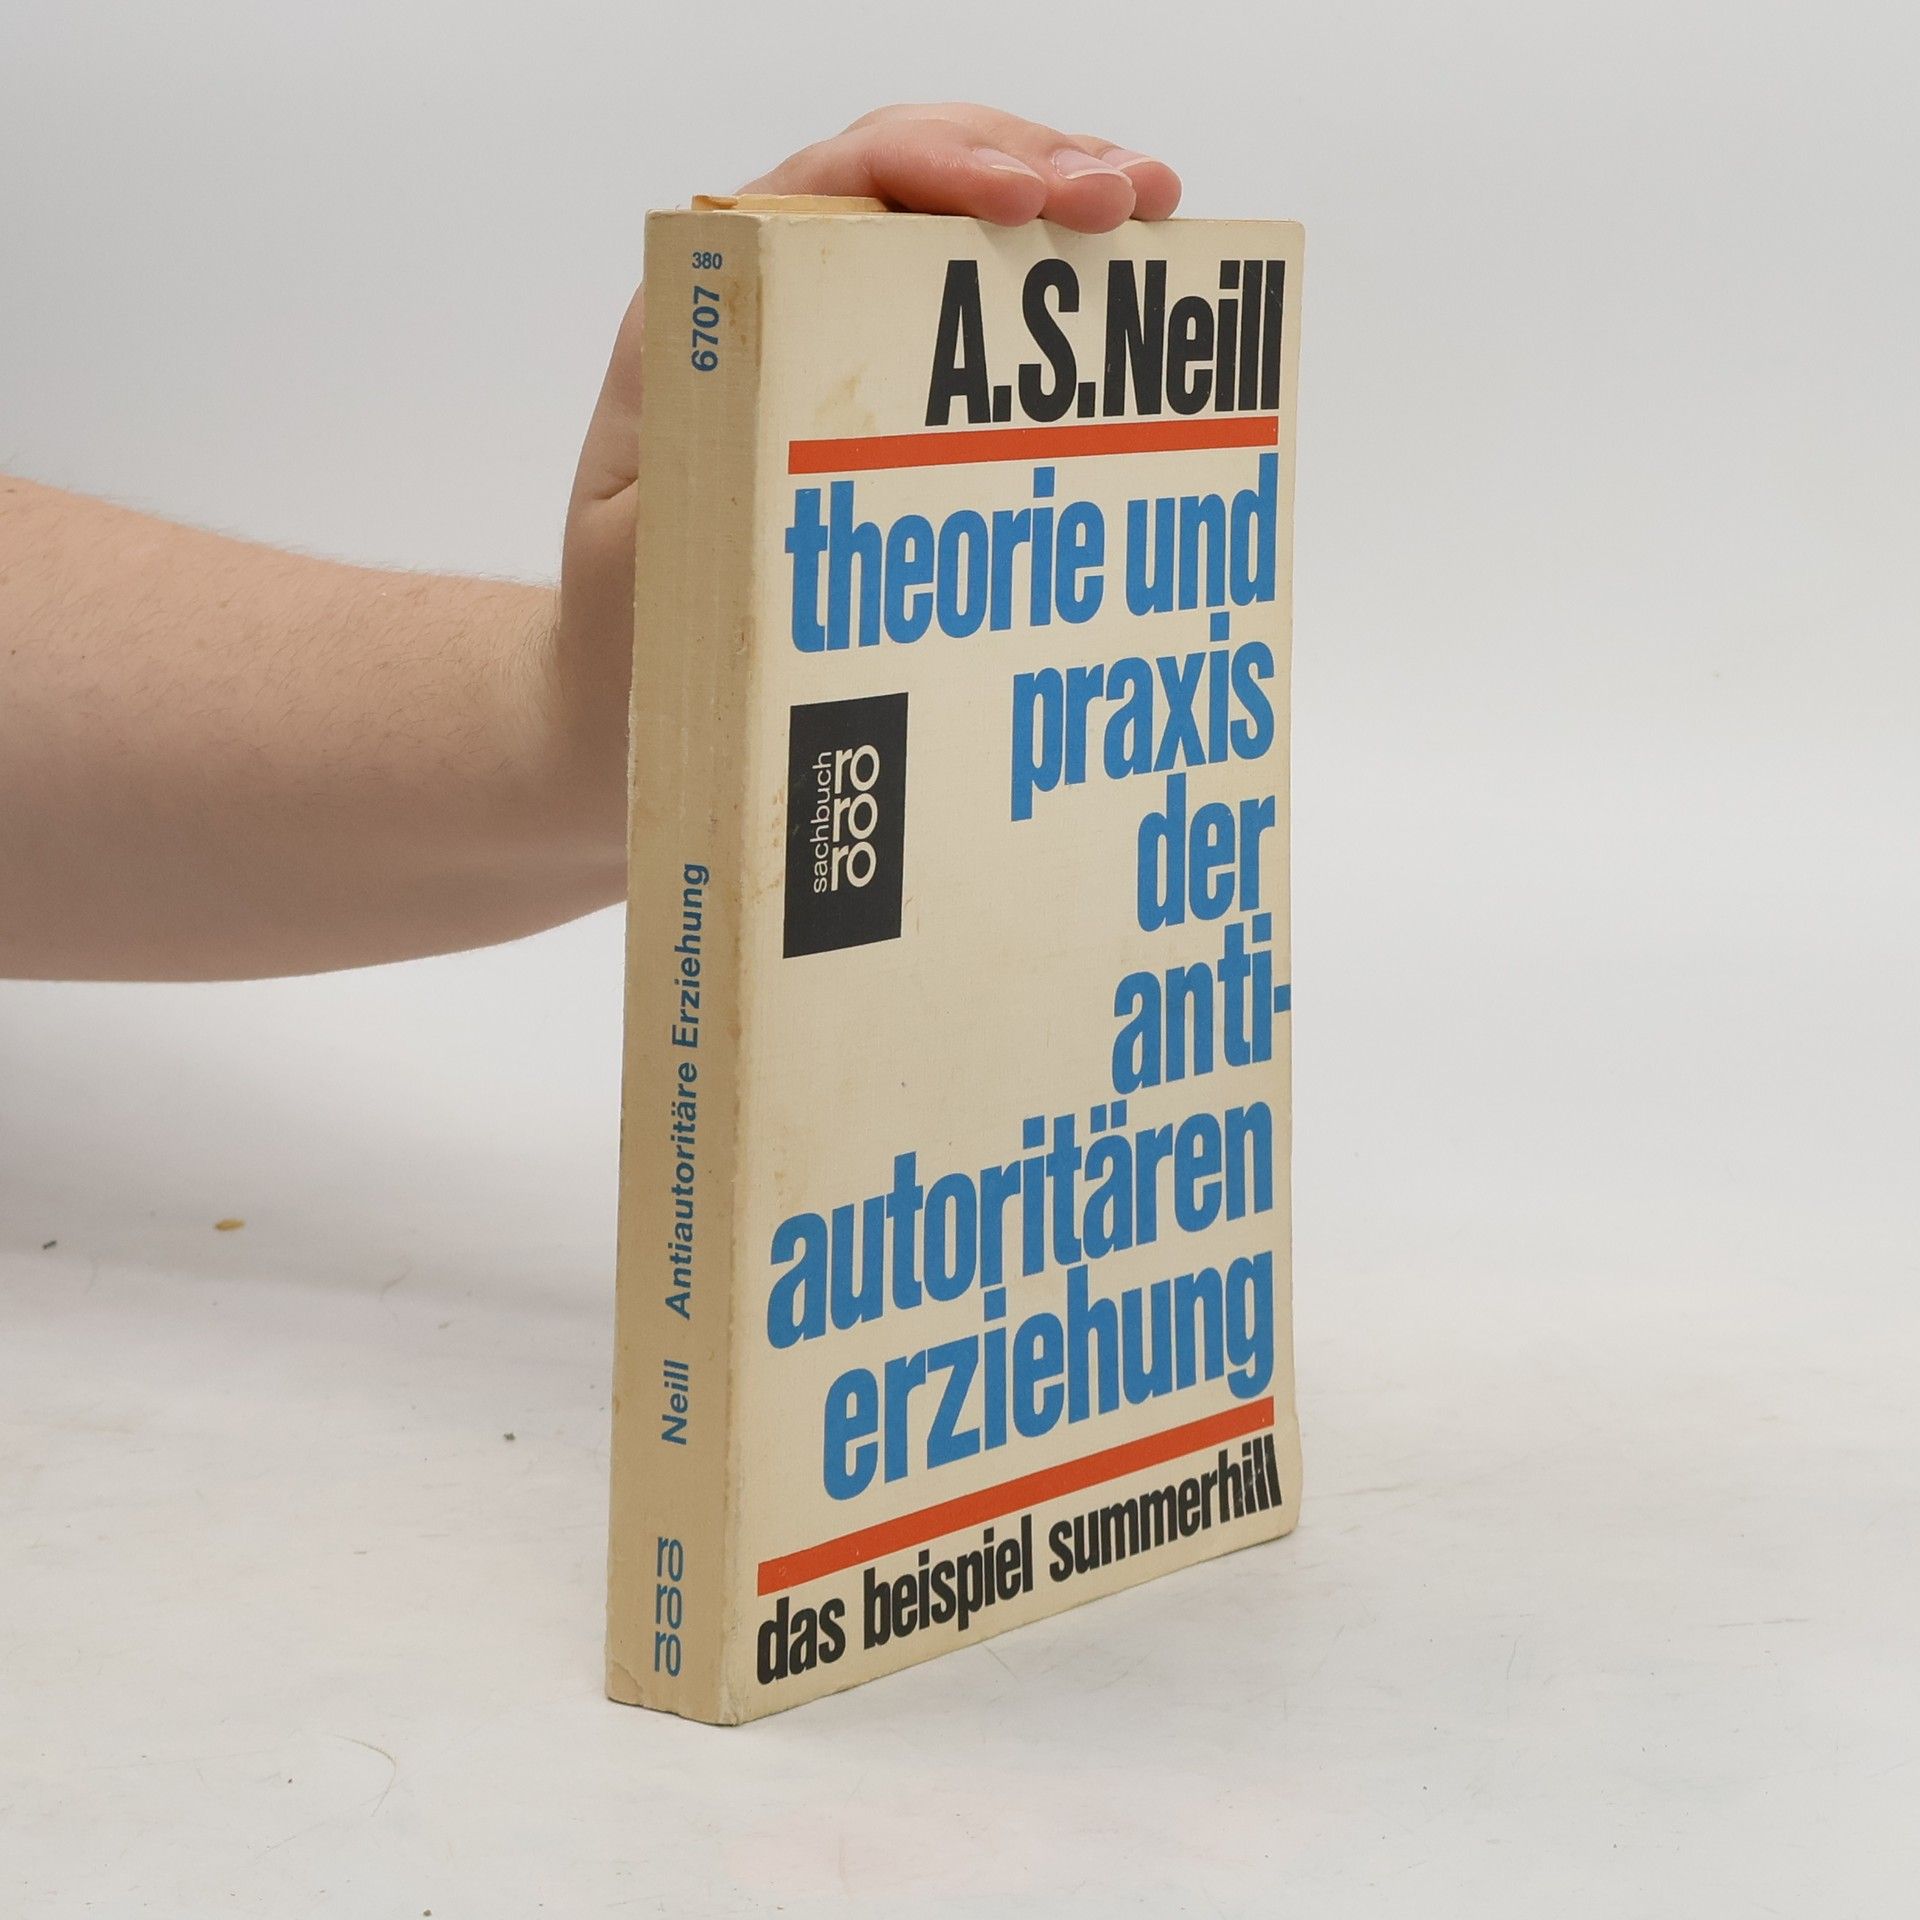 380
6707
Neill Antiautoritäre Erziehung
ro
ro
ro
A.S.Neill
theorie und
praxis
der
anti-
autoritären
erziehung
sachbuch
ro
ro
ro
das beispiel summerhill